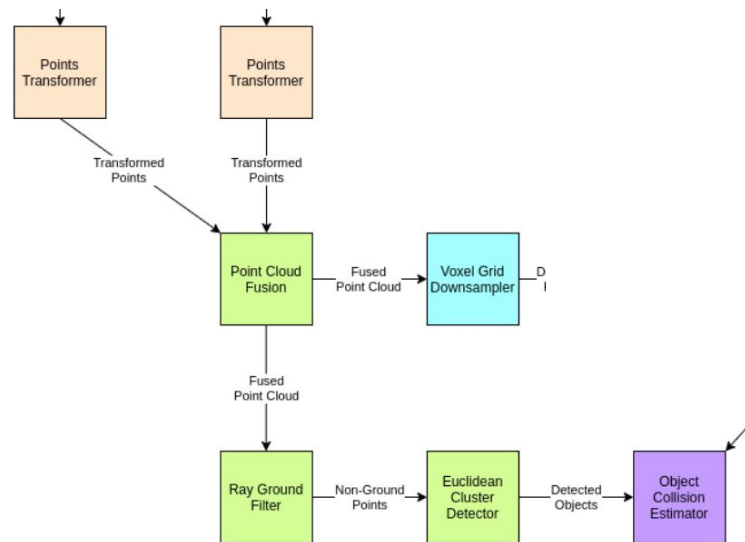 Points
Transformer
Points
Transformer
Transformed
Points
Transformed
Points
Point Cloud
Fusion
Fused
Point Cloud
Voxel Grid
Downsampler
D
Fused
Point Cloud
Ray Ground
Filter
Non-Ground
Points
Euclidean
Cluster
Detector
Detected
Objects
Object
Collision
Estimator